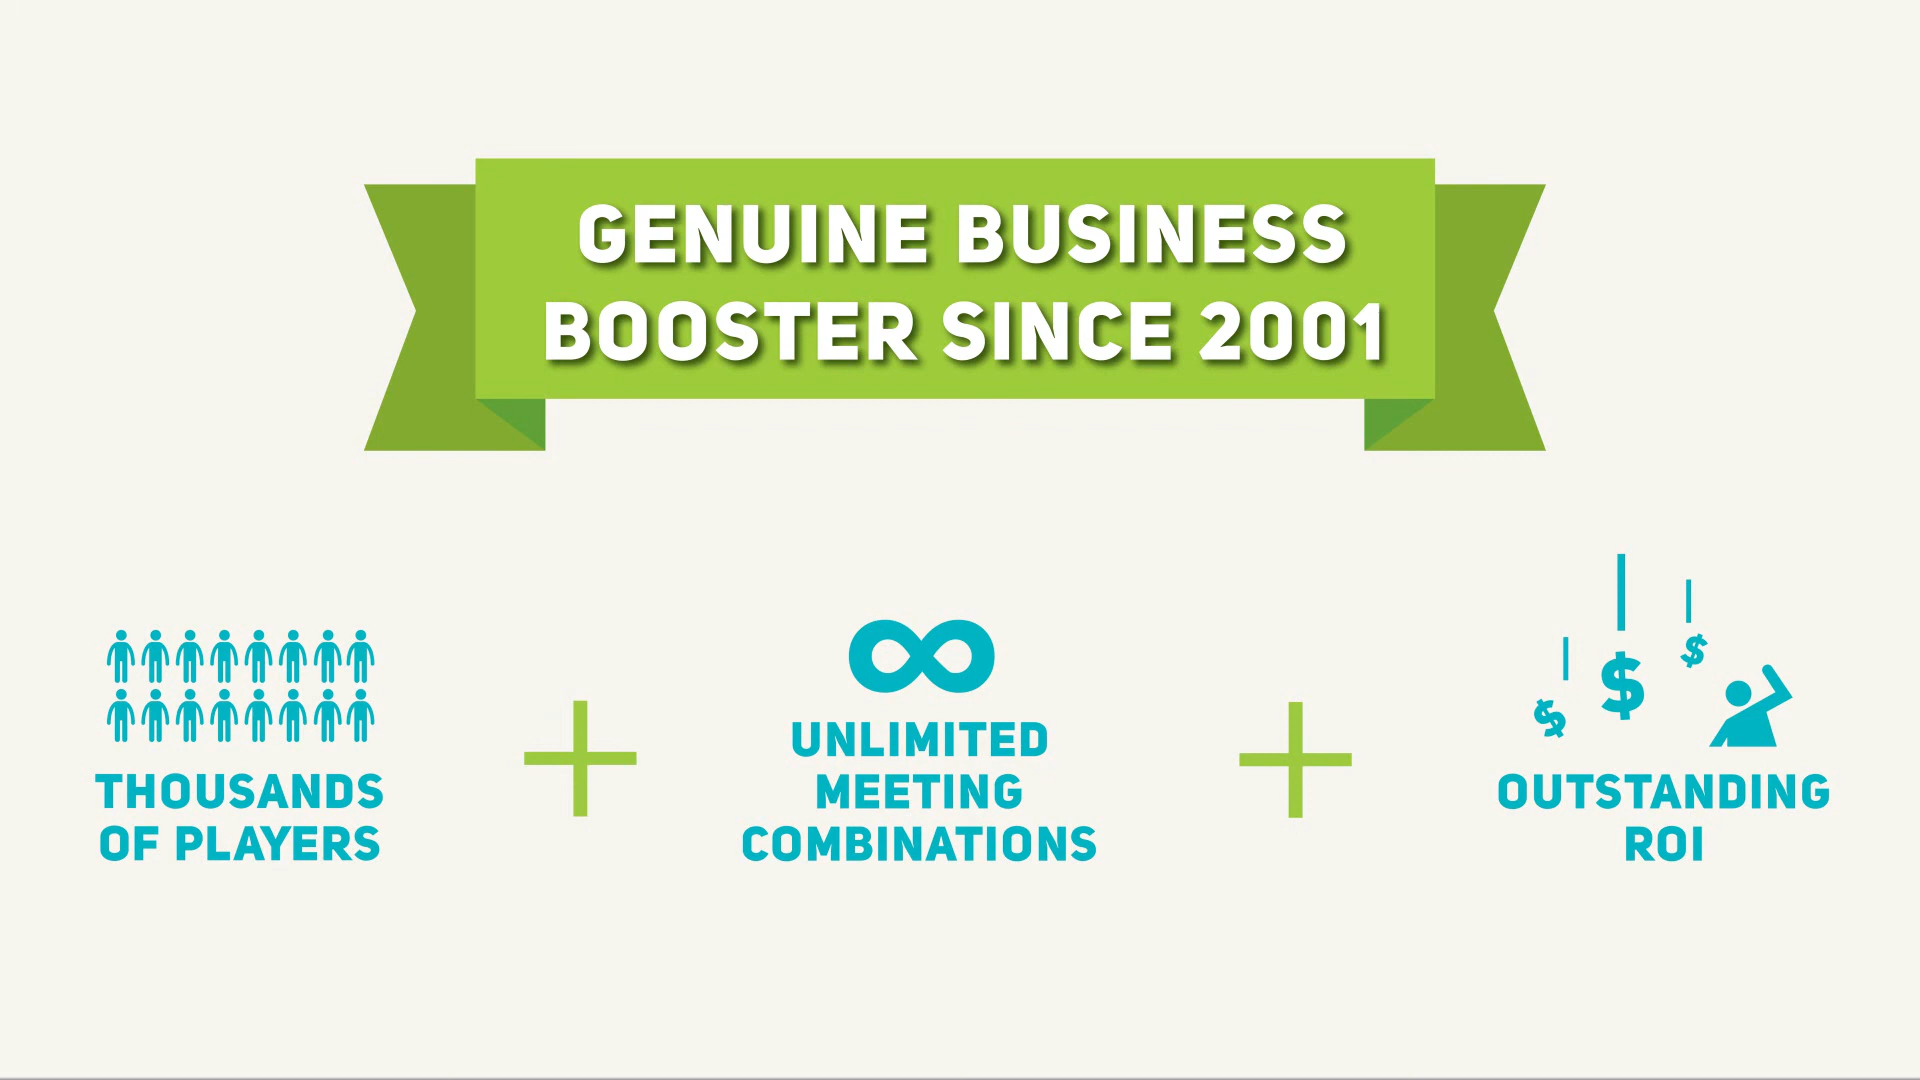 GENUINE BUSINESS
BOOSTER SINCE 2001
THOUSANDS
OF PLAYERS
UNLIMITED
MEETING
COMBINATIONS
$
$
$
OUTSTANDING
ROI